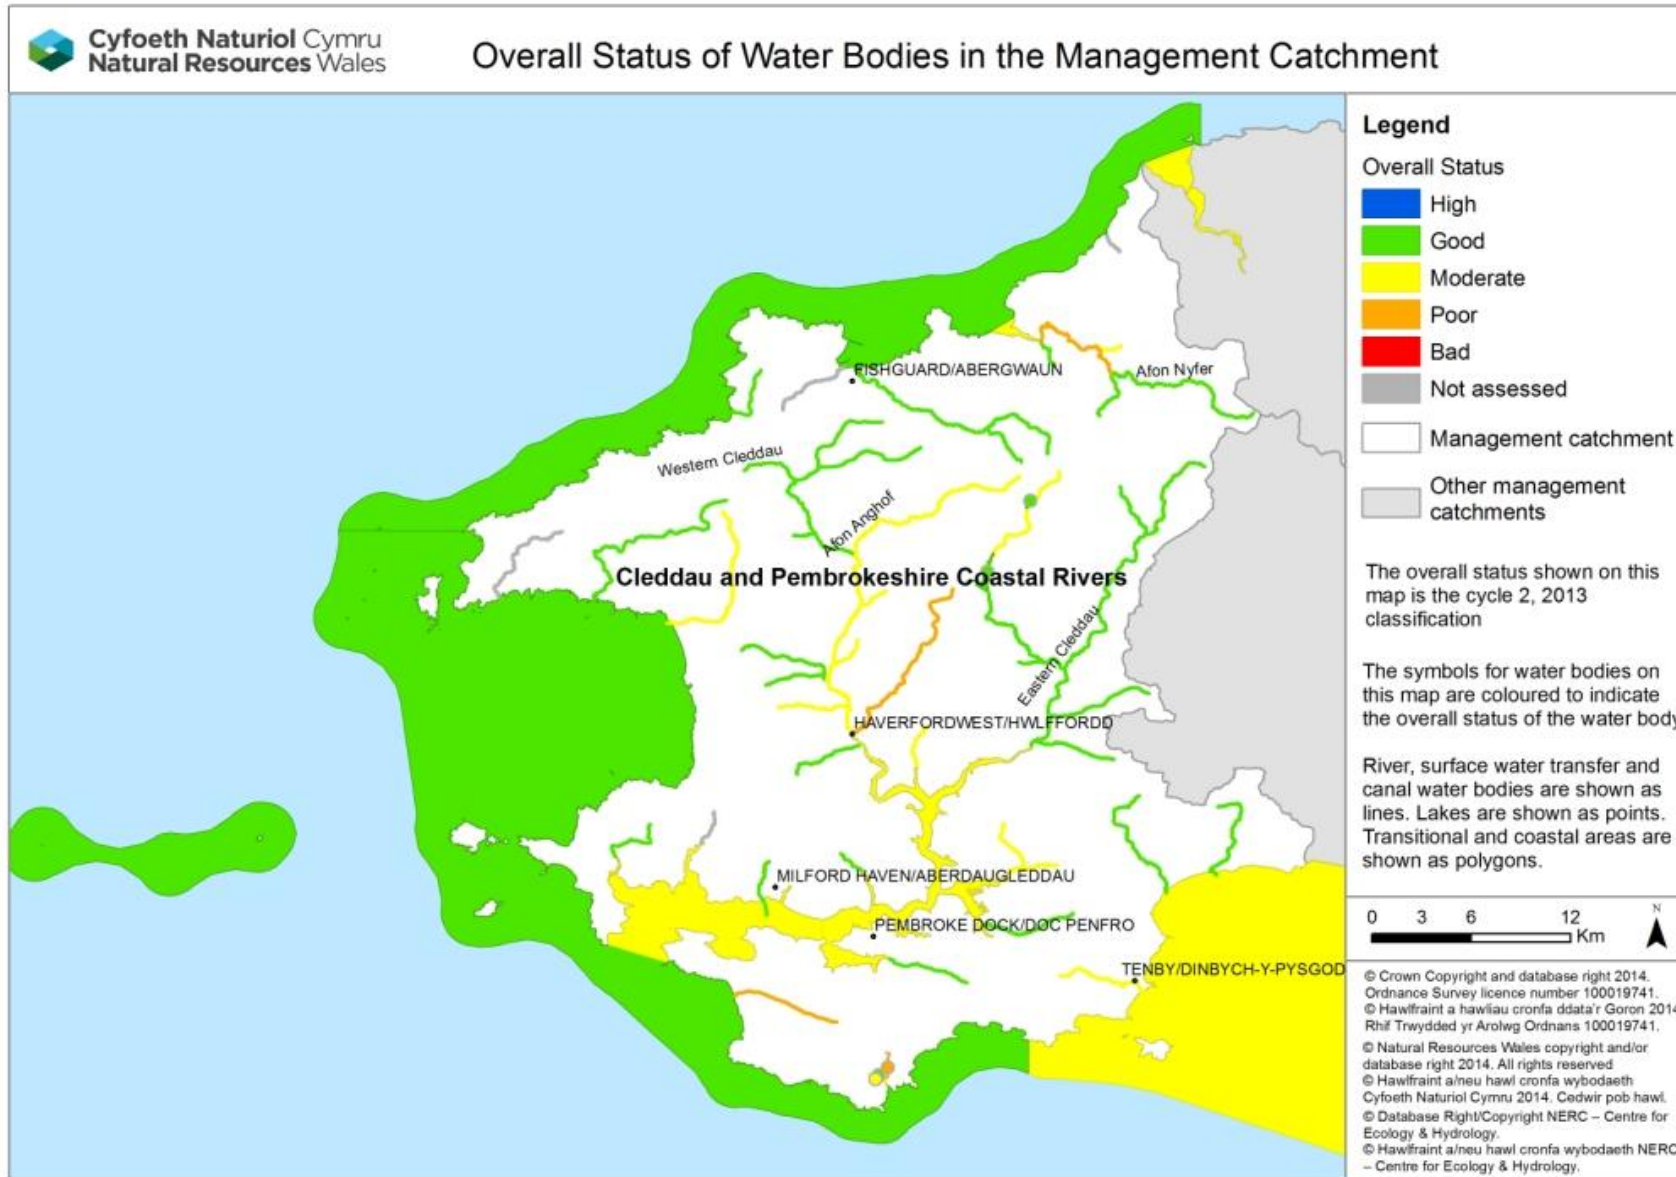 Cyfoeth Naturiol Cymru
Natural Resources Wales
Overall Status of Water Bodies in the Management Catchment
FISHGUARD/ABERGWAUN
Afon Nyfer
Western Cleddau
Afon Anghof
Cleddau and Pembrokeshire Coastal Rivers
Eastern Cleddau
HAVERFORDWEST/HWLFFORDD
MILFORD HAVEN/ABERDAUGLEDDAU
PEMBROKE DOCK/DOC PENFRO
TENBY/DINBYCH-Y-PYSGOD
Legend
Overall Status
High
Good
Moderate
Poor
Bad
Not assessed
Management catchment
Other management
catchments
The overall status shown on this
map is the cycle 2, 2013
classification
The symbols for water bodies on
this map are coloured to indicate
the overall status of the water body
River, surface water transfer and
canal water bodies are shown as
lines. Lakes are shown as points.
Transitional and coastal areas are
shown as polygons.
0 3 6 12
Km
N
© Crown Copyright and database right 2014.
Ordnance Survey licence number 100019741.
© Hawlfraint a hawliau cronfa ddata'r Goron 2014
Rhif Trwydded yr Arolwg Ordnans 100019741.
© Natural Resources Wales copyright and/or
database right 2014. All rights reserved
© Hawlfraint a/neu hawl cronfa wybodaeth
Cyfoeth Naturiol Cymru 2014. Cedwir pob hawl.
© Database Right/Copyright NERC – Centre for
Ecology & Hydrology.
© Hawlfraint a/neu hawl cronfa wybodaeth NERC
– Centre for Ecology & Hydrology.